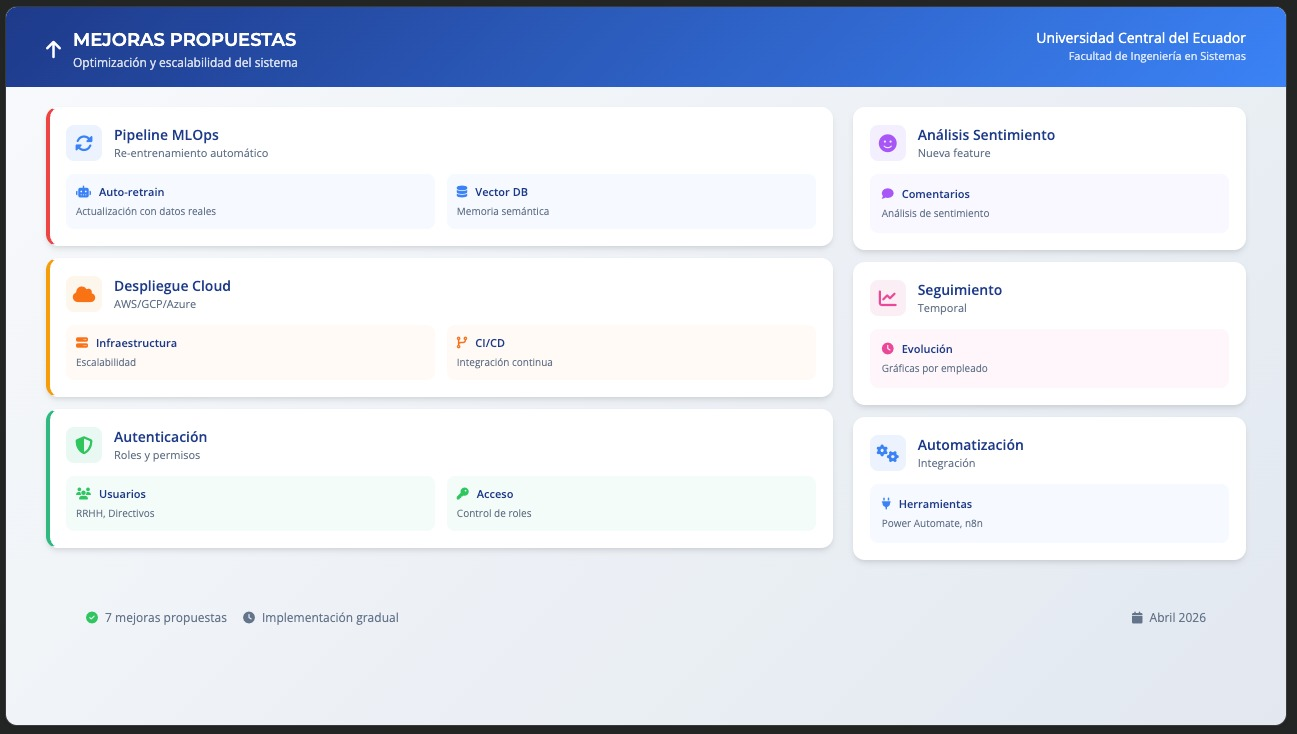 MEJORAS PROPUESTAS
Optimización y escalabilidad del sistema
Universidad Central del Ecuador
Facultad de Ingeniería en Sistemas
Pipeline MLOps
Re-entrenamiento automático
Auto-retrain
Actualización con datos reales
Vector DB
Memoria semántica
Despliegue Cloud
AWS/GCP/Azure
Infraestructura
Escalabilidad
CI/CD
Integración continua
Autenticación
Roles y permisos
Usuarios
RRHH, Directivos
Acceso
Control de roles
Análisis Sentimiento
Nueva feature
Comentarios
Análisis de sentimiento
Seguimiento
Temporal
Evolución
Gráficas por empleado
Automatización
Integración
Herramientas
Power Automate, n8n
7 mejoras propuestas
Implementación gradual
Abril 2026